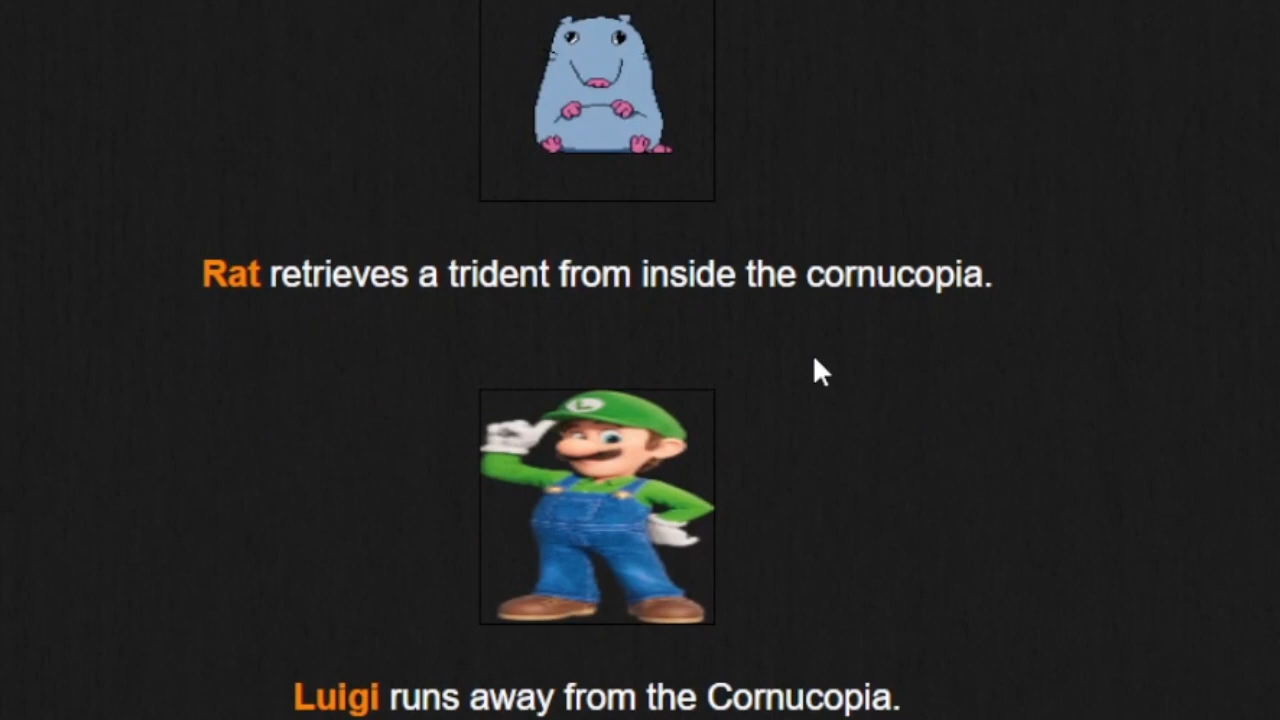 Rat retrieves a trident from inside the cornucopia.
L
Luigi runs away from the Cornucopia.